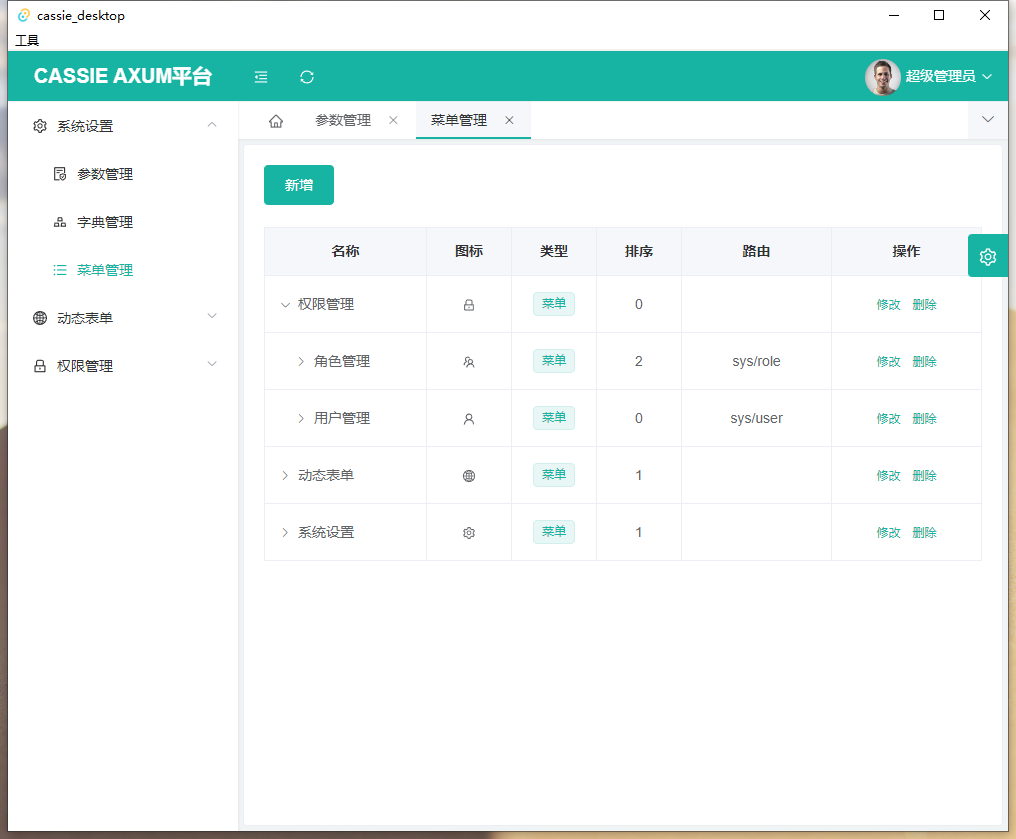 cassie_desktop
工具
CASSIE AXUM平台
超级管理员
系统设置
参数管理
字典管理
菜单管理
动态表单
权限管理
参数管理 菜单管理
新增
名称 图标 类型 排序 路由 操作
权限管理 菜单 0 修改 删除
角色管理 菜单 2 sys/role 修改 删除
用户管理 菜单 0 sys/user 修改 删除
动态表单 菜单 1 修改 删除
系统设置 菜单 1 修改 删除